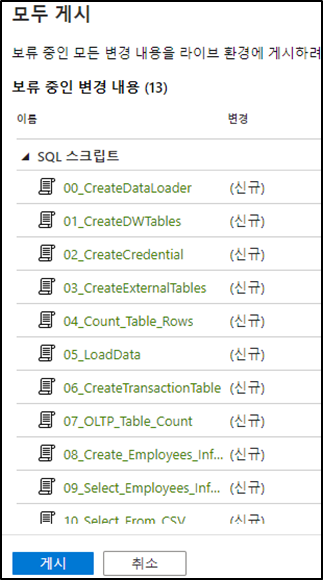 모두 게시
보류 중인 모든 변경 내용을 라이브 환경에 게시하려
보류 중인 변경 내용 (13)
이름 변경
SQL 스크립트
00_CreateDataLoader (신규)
01_CreateDWTables (신규)
02_CreateCredential (신규)
03_CreateExternalTables (신규)
04_Count_Table_Rows (신규)
05_LoadData (신규)
06_CreateTransactionTable (신규)
07_OLTP_Table_Count (신규)
08_Create_Employees_Inf... (신규)
09_Select_Employees_Inf... (신규)
10_Select_From_CSV (신규)
게시 취소